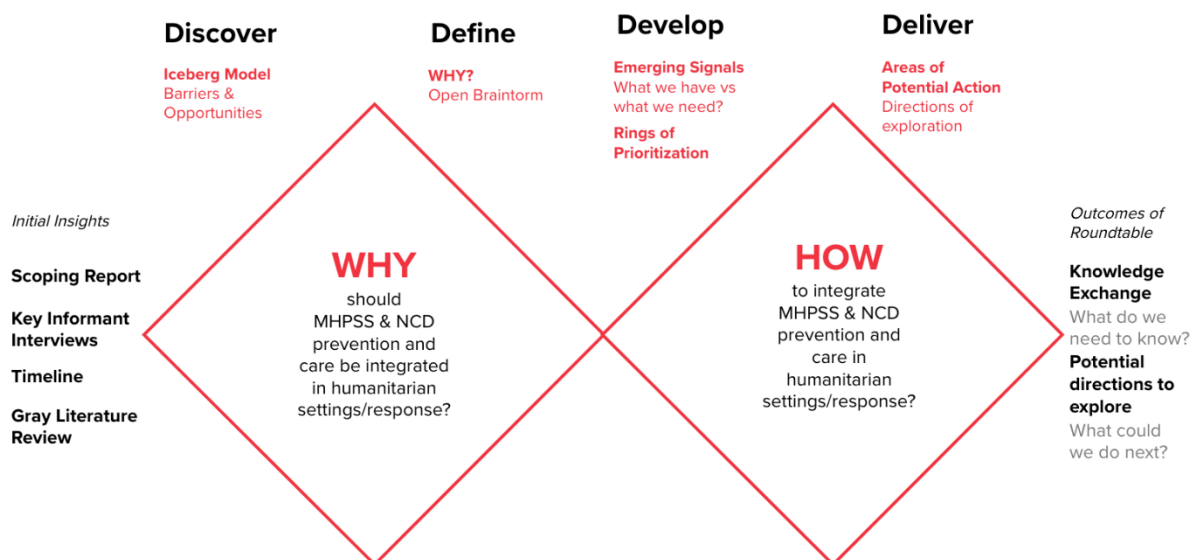 Discover
Iceberg Model
Barriers &
Opportunities
Define
WHY?
Open Braintorm
Develop
Emerging Signals
What we have vs
what we need?
Rings of
Prioritization
Deliver
Areas of
Potential Action
Directions of
exploration
Initial Insights
Scoping Report
Key Informant
Interviews
Timeline
Gray Literature
Review
WHY
should
MHPSS & NCD
prevention and
care be integrated
in humanitarian
settings/response?
HOW
to integrate
MHPSS & NCD
prevention and
care in
humanitarian
settings/response?
Outcomes of
Roundtable
Knowledge
Exchange
What do we
need to know?
Potential
directions to
explore
What could
we do next?